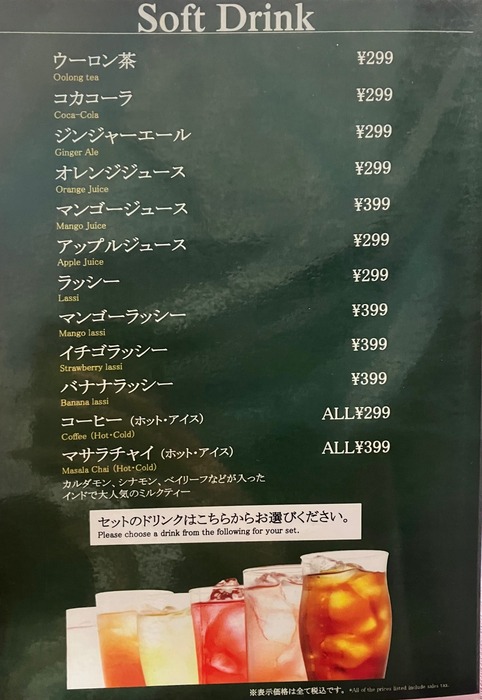 Soft Drink
ウーロン茶 ¥299
Oolong tea
コカコーラ ¥299
Coca-Cola
ジンジャーエール ¥299
Ginger Ale
オレンジジュース ¥299
Orange Juice
マンゴージュース ¥399
Mango Juice
アップルジュース ¥299
Apple Juice
ラッシー ¥299
Lassi
マンゴーラッシー ¥399
Mango lassi
イチゴラッシー ¥399
Strawberry lassi
バナナラッシー ¥399
Banana lassi
コーヒー (ホット・アイス) ALL¥299
Coffee (Hot・Cold)
マサラチャイ (ホット・アイス) ALL¥399
Masala Chai (Hot・Cold)
カルダモン、シナモン、ベイリーフなどが入った
インドで大人気のミルクティー
セットのドリンクはこちらからお選びください。
Please choose a drink from the following for your set.
※表示価格は全て税込です。 *All of the prices listed include sales tax.